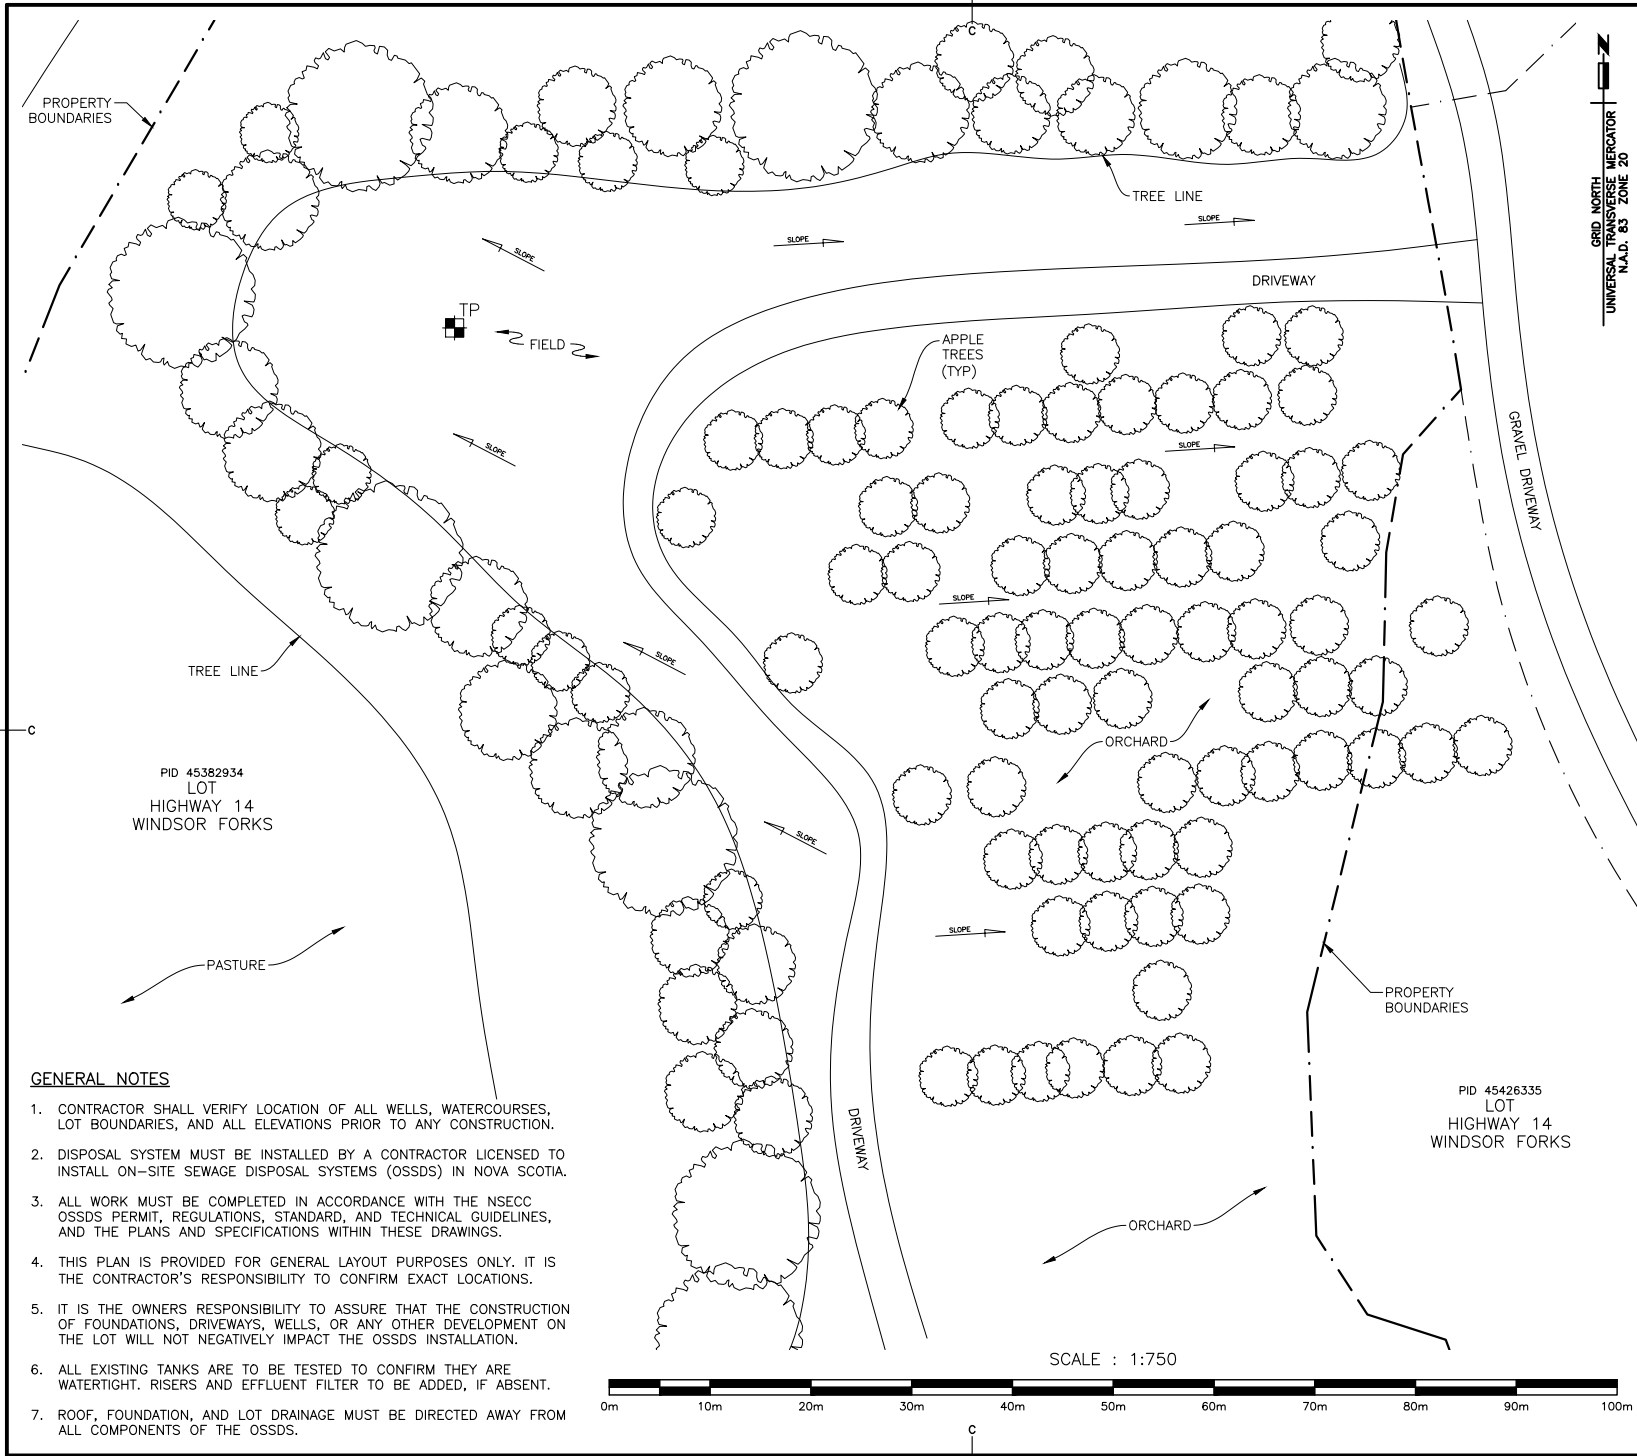 C
PROPERTY
BOUNDARIES
GRID NORTH
UNIVERSAL TRANSVERSE MERCATOR
N.A.D. 83 ZONE 20
N
TREE LINE
SLOPE
SLOPE
SLOPE
DRIVEWAY
TP
FIELD
APPLE
TREES
(TYP)
SLOPE
SLOPE
GRAVEL DRIVEWAY
SLOPE
SLOPE
TREE LINE
C
ORCHARD
PID 45382934
LOT
HIGHWAY 14
WINDSOR FORKS
SLOPE
SLOPE
PASTURE
PROPERTY
BOUNDARIES
DRIVEWAY
PID 45426335
LOT
HIGHWAY 14
WINDSOR FORKS
ORCHARD
GENERAL NOTES
1. CONTRACTOR SHALL VERIFY LOCATION OF ALL WELLS, WATERCOURSES,
LOT BOUNDARIES, AND ALL ELEVATIONS PRIOR TO ANY CONSTRUCTION.
2. DISPOSAL SYSTEM MUST BE INSTALLED BY A CONTRACTOR LICENSED TO
INSTALL ON-SITE SEWAGE DISPOSAL SYSTEMS (OSSDS) IN NOVA SCOTIA.
3. ALL WORK MUST BE COMPLETED IN ACCORDANCE WITH THE NSECC
OSSDS PERMIT, REGULATIONS, STANDARD, AND TECHNICAL GUIDELINES,
AND THE PLANS AND SPECIFICATIONS WITHIN THESE DRAWINGS.
4. THIS PLAN IS PROVIDED FOR GENERAL LAYOUT PURPOSES ONLY. IT IS
THE CONTRACTOR'S RESPONSIBILITY TO CONFIRM EXACT LOCATIONS.
5. IT IS THE OWNERS RESPONSIBILITY TO ASSURE THAT THE CONSTRUCTION
OF FOUNDATIONS, DRIVEWAYS, WELLS, OR ANY OTHER DEVELOPMENT ON
THE LOT WILL NOT NEGATIVELY IMPACT THE OSSDS INSTALLATION.
6. ALL EXISTING TANKS ARE TO BE TESTED TO CONFIRM THEY ARE
WATERTIGHT. RISERS AND EFFLUENT FILTER TO BE ADDED, IF ABSENT.
7. ROOF, FOUNDATION, AND LOT DRAINAGE MUST BE DIRECTED AWAY FROM
ALL COMPONENTS OF THE OSSDS.
SCALE : 1:750
0m 10m 20m 30m 40m 50m 60m 70m 80m 90m 100m
C